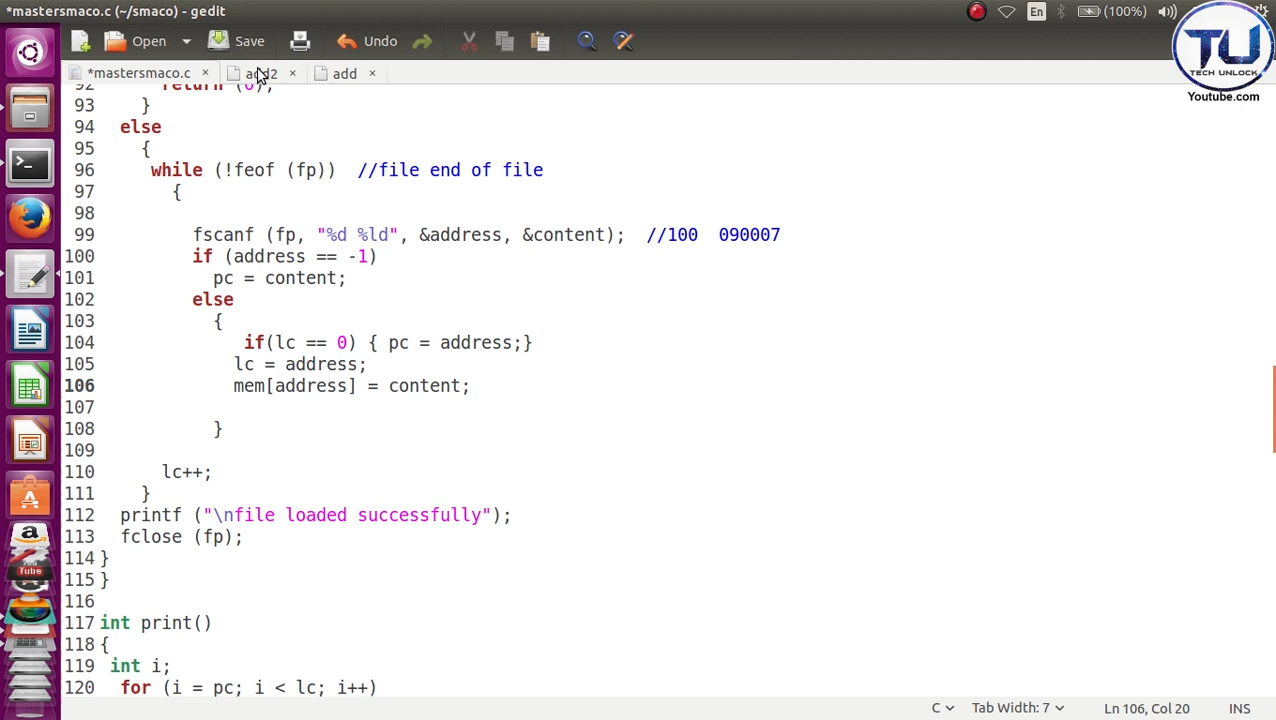 *mastersmaco.c (~/smaco) - gedit
En (100%)
Open Save Undo
*mastersmaco.c × add2 × add ×
TU
TECH UNLOCK
Youtube.com
92 return (0);
93 }
94 else
95 {
96 while (!feof (fp)) //file end of file
97 {
98
99 fscanf (fp, "%d %ld", &address, &content); //100 090007
100 if (address == -1)
101 pc = content;
102 else
103 {
104 if(lc == 0) { pc = address;}
105 lc = address;
106 mem[address] = content;
107
108 }
109
110 lc++;
111 }
112 printf ("\nfile loaded successfully");
113 fclose (fp);
114 }
115 }
116
117 int print()
118 {
119 int i;
120 for (i = pc; i < lc; i++)
Tube
C Tab Width: 7 Ln 106, Col 20 INS